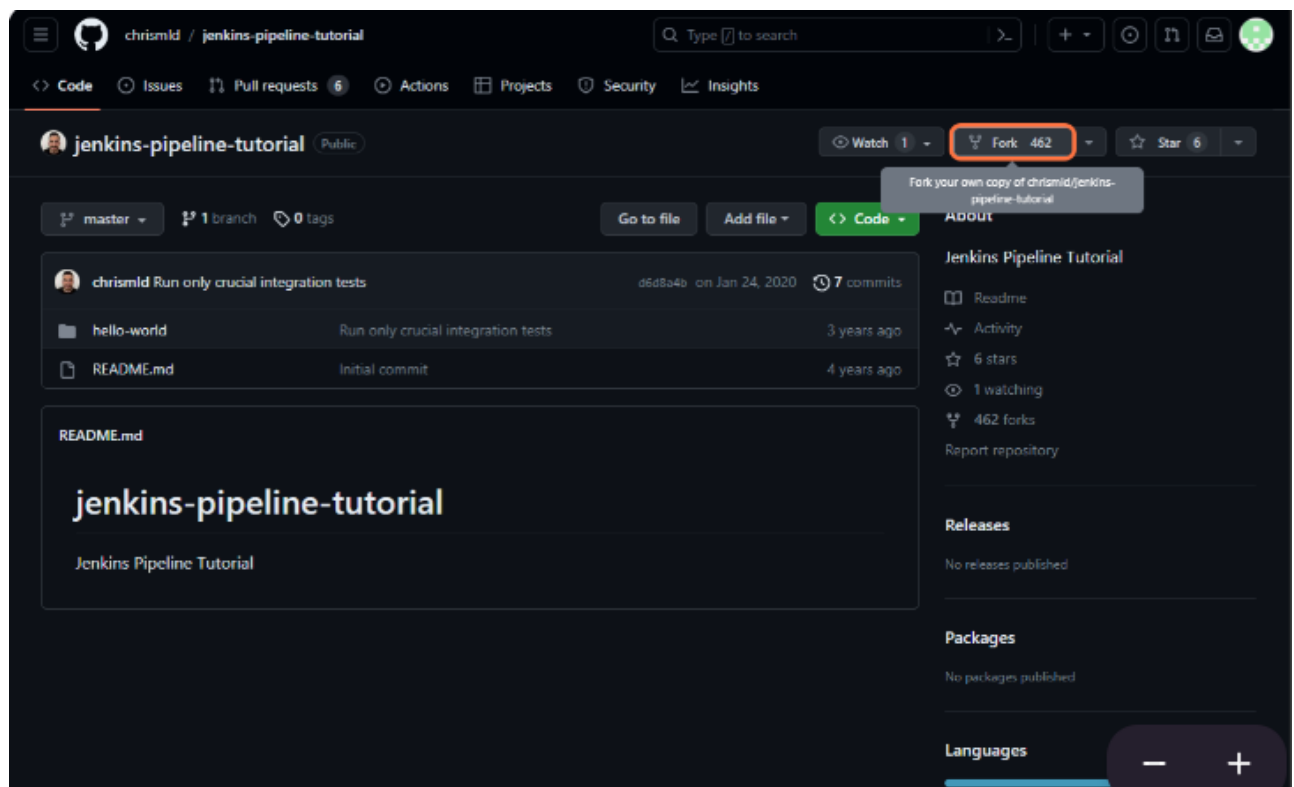 chrismld / jenkins-pipeline-tutorial
Type / to search
Code Issues Pull requests 6 Actions Projects Security Insights
jenkins-pipeline-tutorial Public
Watch 1 Fork 462 Star 6
Fork your own copy of chrismld/jenkins-
pipeline-tutorial
master 1 branch 0 tags Go to file Add file Code
About
Jenkins Pipeline Tutorial
chrismld Run only crucial integration tests d6d8a4b on Jan 24, 2020 7 commits
Readme
hello-world Run only crucial integration tests 3 years ago
Activity
6 stars
README.md Initial commit 4 years ago
1 watching
462 forks
Report repository
README.md
jenkins-pipeline-tutorial
Jenkins Pipeline Tutorial
Releases
No releases published
Packages
No packages published
Languages